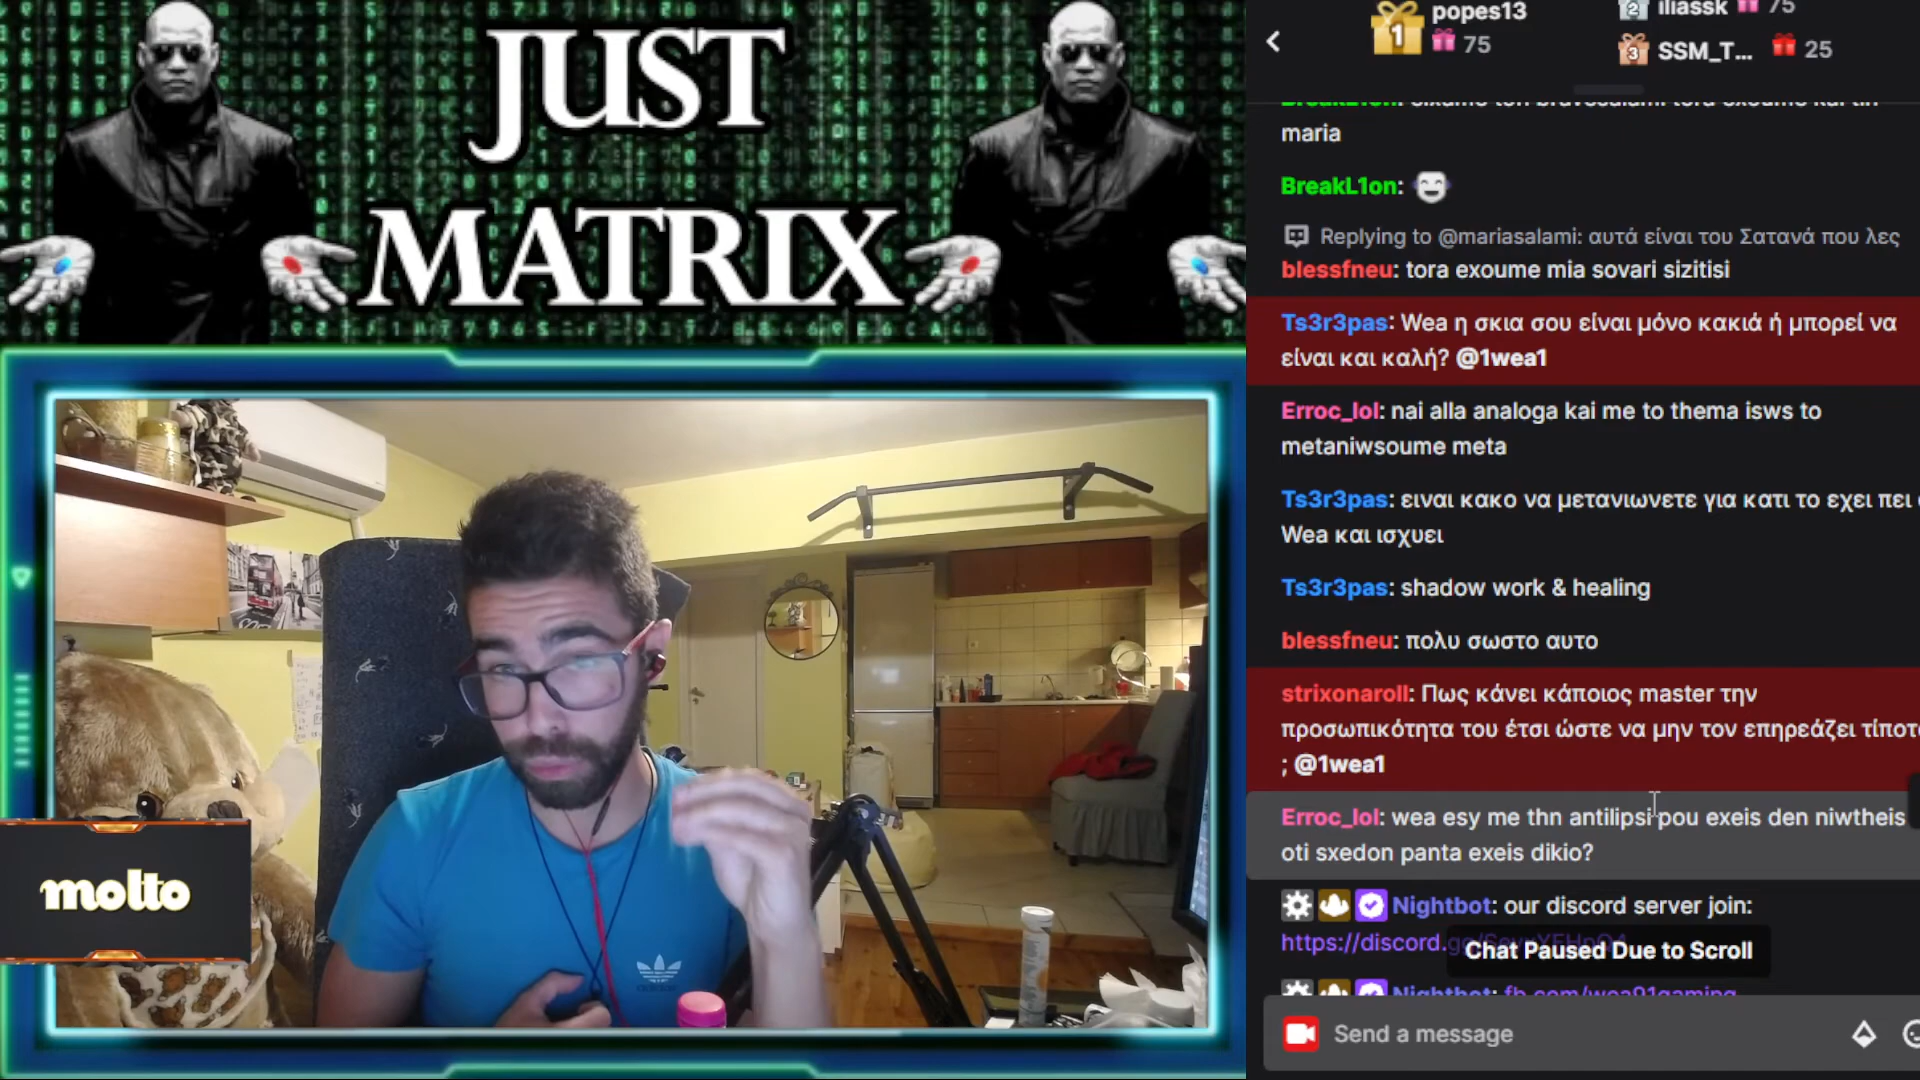 JUST
MATRIX
molto
popes13
75
iliassk 75
SSM_T... 25
maria
BreakL1on:
Replying to @mariasalami: αυτά είναι του Σατανά που λες
blessfneu: tora exoume mia sovari sizitisi
Ts3r3pas: Wea η σκια σου είναι μόνο κακιά ή μπορεί να
είναι και καλή? @1wea1
Erroc_lol: nai alla analoga kai me to thema isws to
metaniwsoume meta
Ts3r3pas: ειναι κακο να μετανιωνετε για κατι το εχει πει
Wea και ισχυει
Ts3r3pas: shadow work & healing
blessfneu: πολυ σωστο αυτο
strixonaroll: Πως κάνει κάποιος master την
προσωπικότητα του έτσι ώστε να μην τον επηρεάζει τίποτα
; @1wea1
Erroc_lol: wea esy me thn antilipsi pou exeis den niwtheis
oti sxedon panta exeis dikio?
Nightbot: our discord server join:
https://discord.
Chat Paused Due to Scroll
Nightbot: fb.com/wea91gaming
Send a message